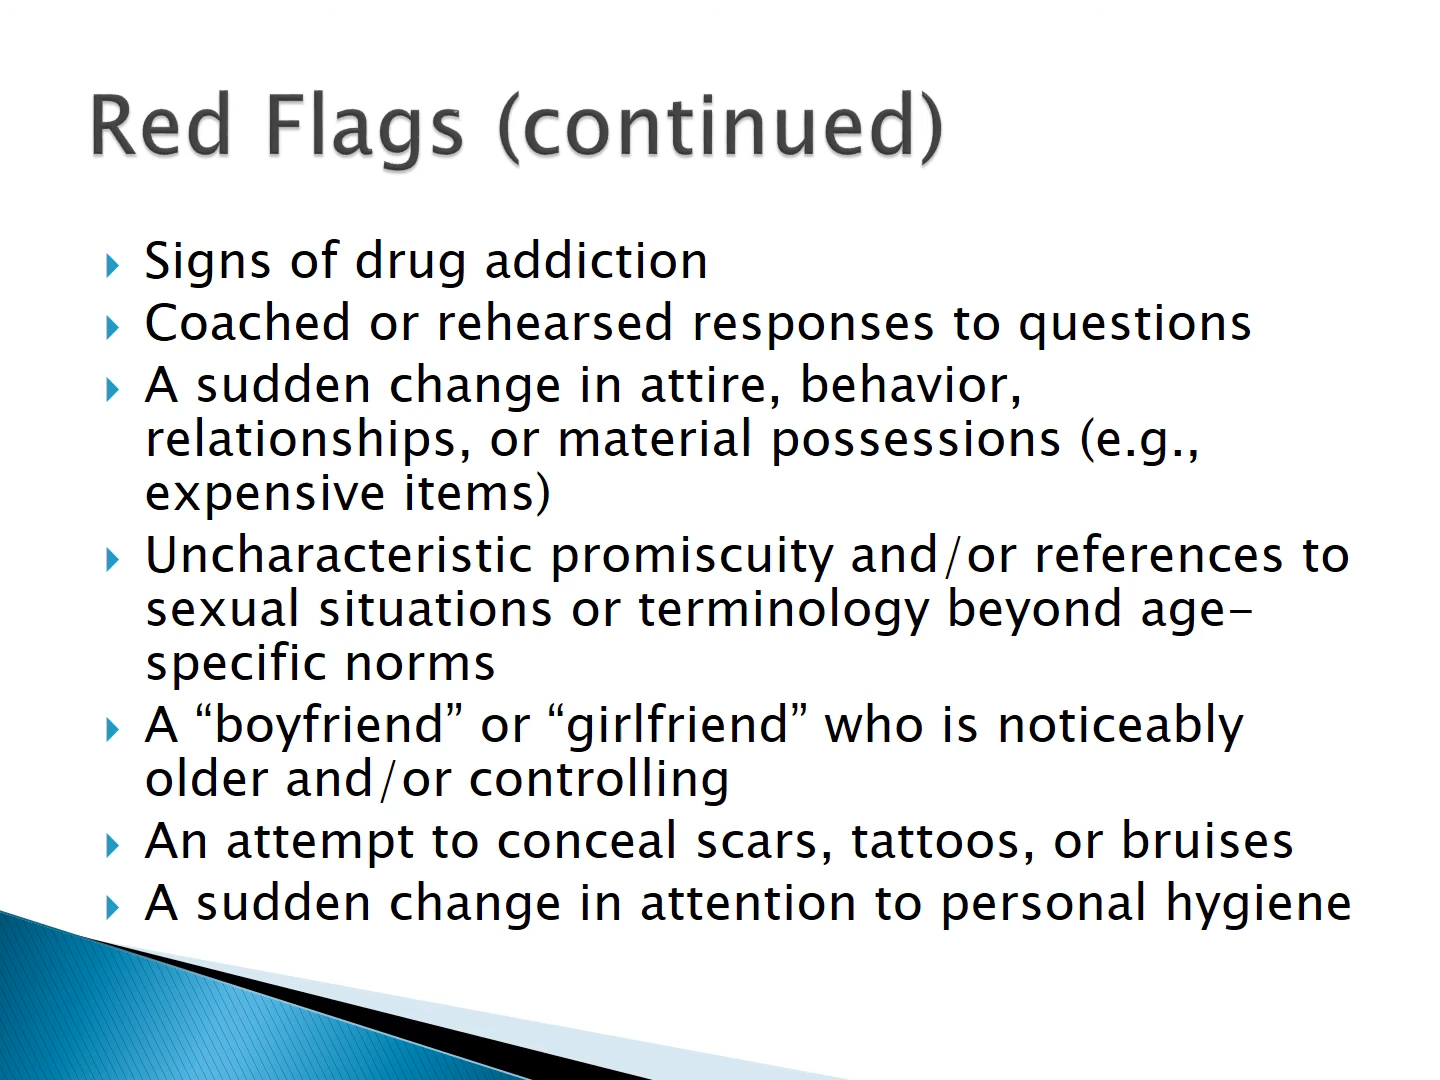 Red Flags (continued)
Signs of drug addiction
Coached or rehearsed responses to questions
A sudden change in attire, behavior,
relationships, or material possessions (e.g.,
expensive items)
Uncharacteristic promiscuity and/or references to
sexual situations or terminology beyond age-
specific norms
A “boyfriend” or “girlfriend” who is noticeably
older and/or controlling
An attempt to conceal scars, tattoos, or bruises
A sudden change in attention to personal hygiene